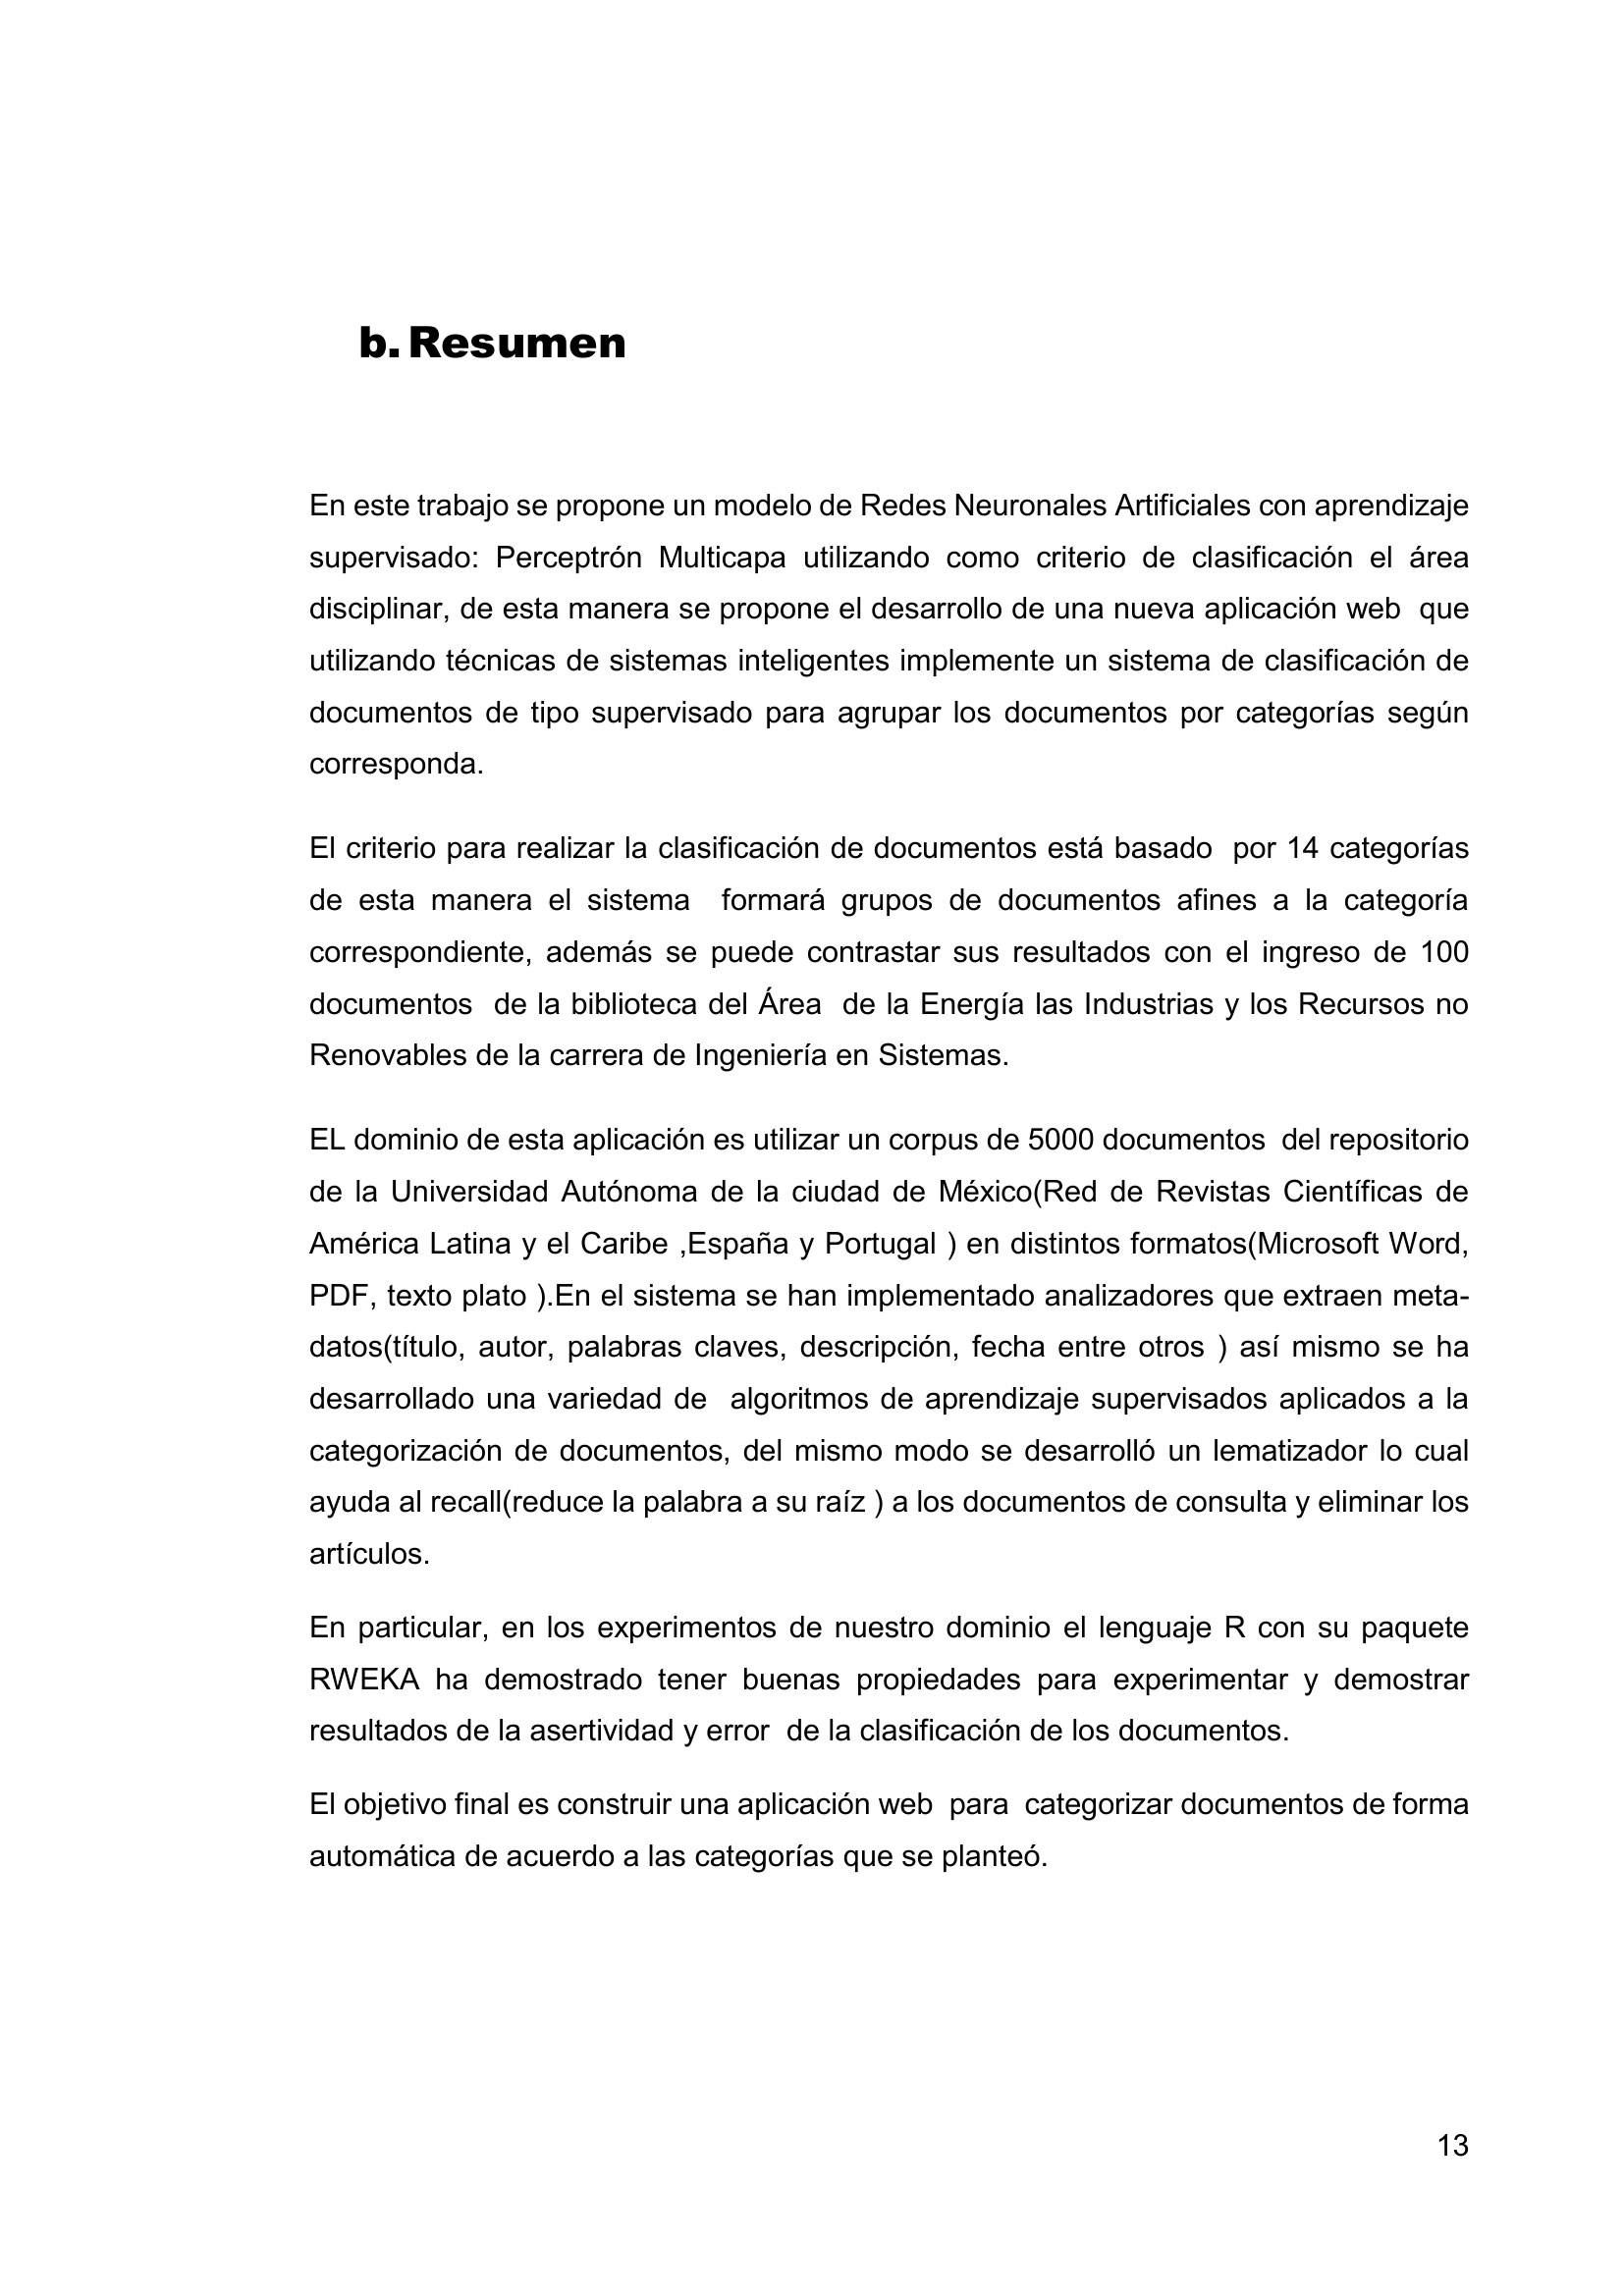 b. Resumen
En este trabajo se propone un modelo de Redes Neuronales Artificiales con aprendizaje
supervisado: Perceptrón Multicapa utilizando como criterio de clasificación el área
disciplinar, de esta manera se propone el desarrollo de una nueva aplicación web  que
utilizando técnicas de sistemas inteligentes implemente un sistema de clasificación de
documentos de tipo supervisado para agrupar los documentos por categorías según
corresponda.
El criterio para realizar la clasificación de documentos está basado  por 14 categorías
de esta manera el sistema  formará grupos de documentos afines a la categoría
correspondiente, además se puede contrastar sus resultados con el ingreso de 100
documentos  de la biblioteca del Área  de la Energía las Industrias y los Recursos no
Renovables de la carrera de Ingeniería en Sistemas.
EL dominio de esta aplicación es utilizar un corpus de 5000 documentos  del repositorio
de la Universidad Autónoma de la ciudad de México(Red de Revistas Científicas de
América Latina y el Caribe ,España y Portugal ) en distintos formatos(Microsoft Word,
PDF, texto plato ).En el sistema se han implementado analizadores que extraen meta-
datos(título, autor, palabras claves, descripción, fecha entre otros ) así mismo se ha
desarrollado una variedad de  algoritmos de aprendizaje supervisados aplicados a la
categorización de documentos, del mismo modo se desarrolló un lematizador lo cual
ayuda al recall(reduce la palabra a su raíz ) a los documentos de consulta y eliminar los
artículos.
En particular, en los experimentos de nuestro dominio el lenguaje R con su paquete
RWEKA ha demostrado tener buenas propiedades para experimentar y demostrar
resultados de la asertividad y error  de la clasificación de los documentos.
El objetivo final es construir una aplicación web  para  categorizar documentos de forma
automática de acuerdo a las categorías que se planteó.
13